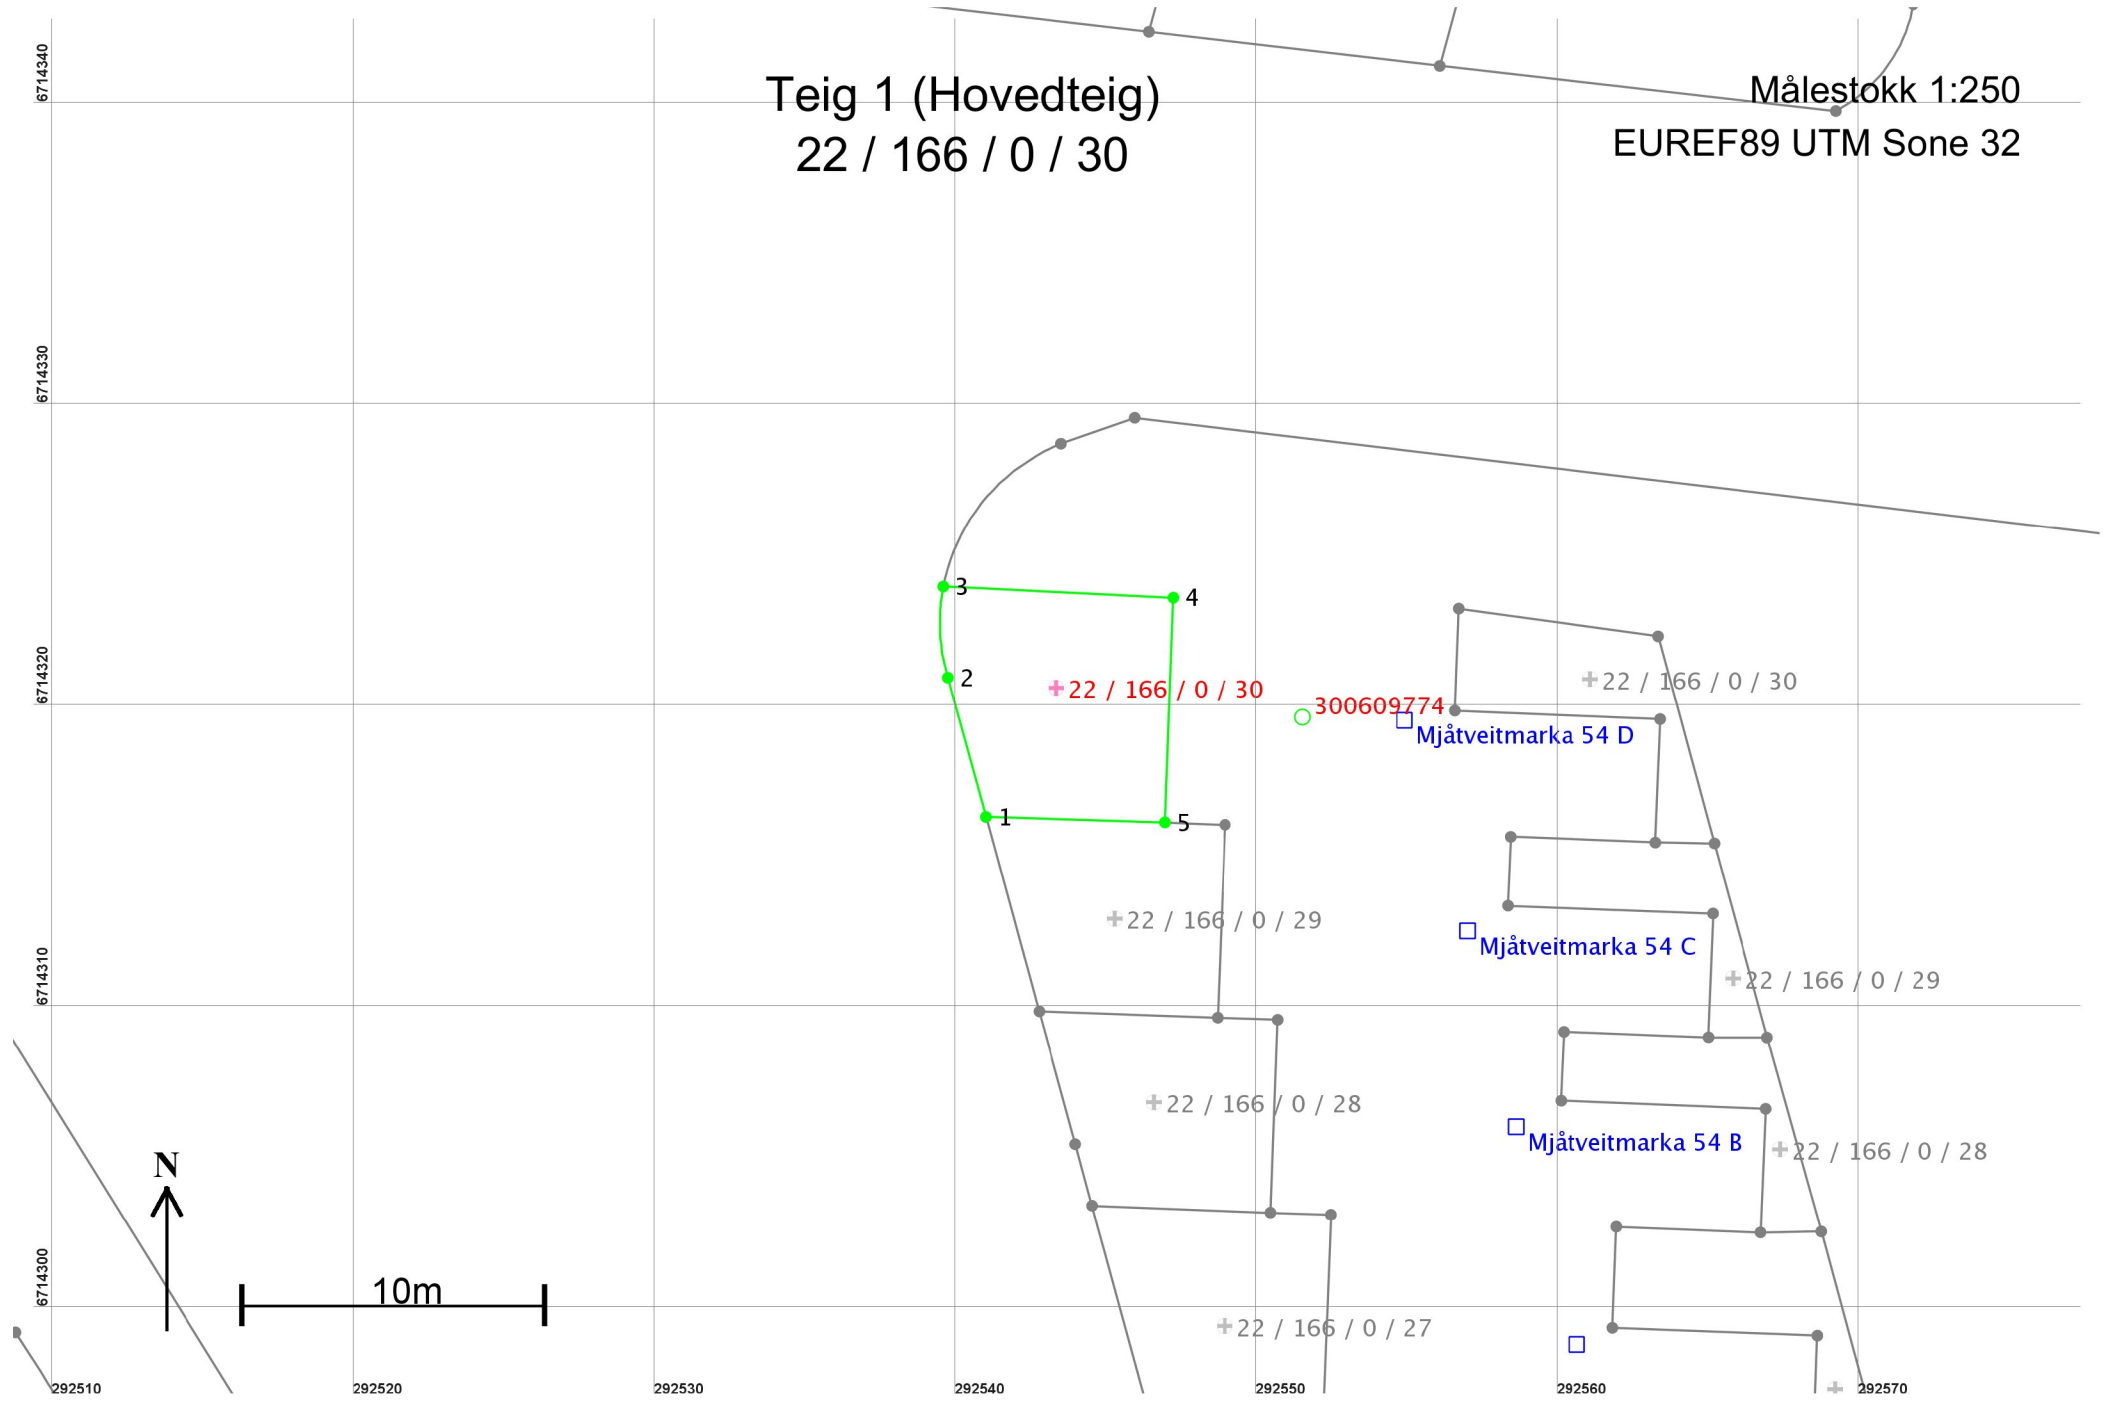 6714340
Teig 1 (Hovedteig)
Målestokk 1:250
22 / 166 / 0 / 30
EUREF89 UTM Sone 32
6714330
3
4
6714320
2
22 / 166 / 0 / 30
22 / 166 / 0 / 30
300609774
Mjåtveitmarka 54 D
1
5
22 / 166 / 0 / 29
Mjåtveitmarka 54 C
6714310
22 / 166 / 0 / 29
22 / 166 / 0 / 28
Mjåtveitmarka 54 B
22 / 166 / 0 / 28
N
6714300
10m
22 / 166 / 0 / 27
292510
292520
292530
292540
292550
292560
292570